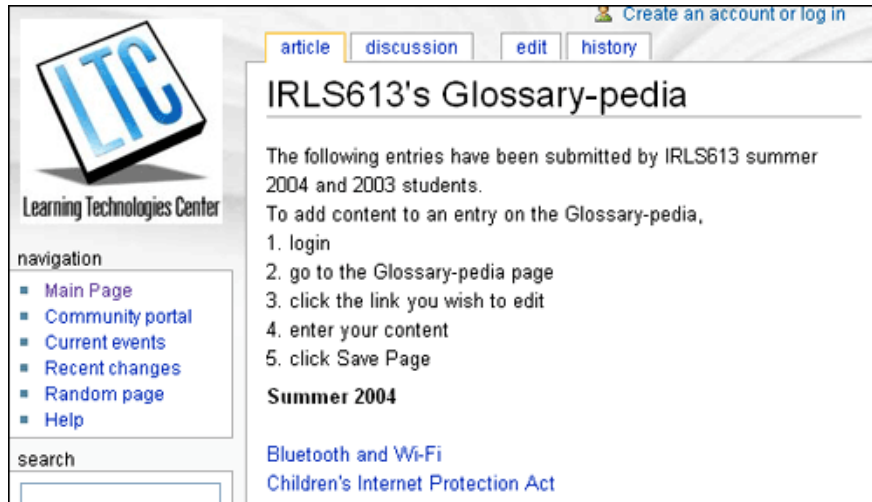 Create an account or log in
article discussion edit history
LTC
Learning Technologies Center
IRLS613's Glossary-pedia
The following entries have been submitted by IRLS613 summer
2004 and 2003 students.
To add content to an entry on the Glossary-pedia,
1. login
2. go to the Glossary-pedia page
3. click the link you wish to edit
4. enter your content
5. click Save Page
Summer 2004
Bluetooth and Wi-Fi
Children's Internet Protection Act
navigation
Main Page
Community portal
Current events
Recent changes
Random page
Help
search